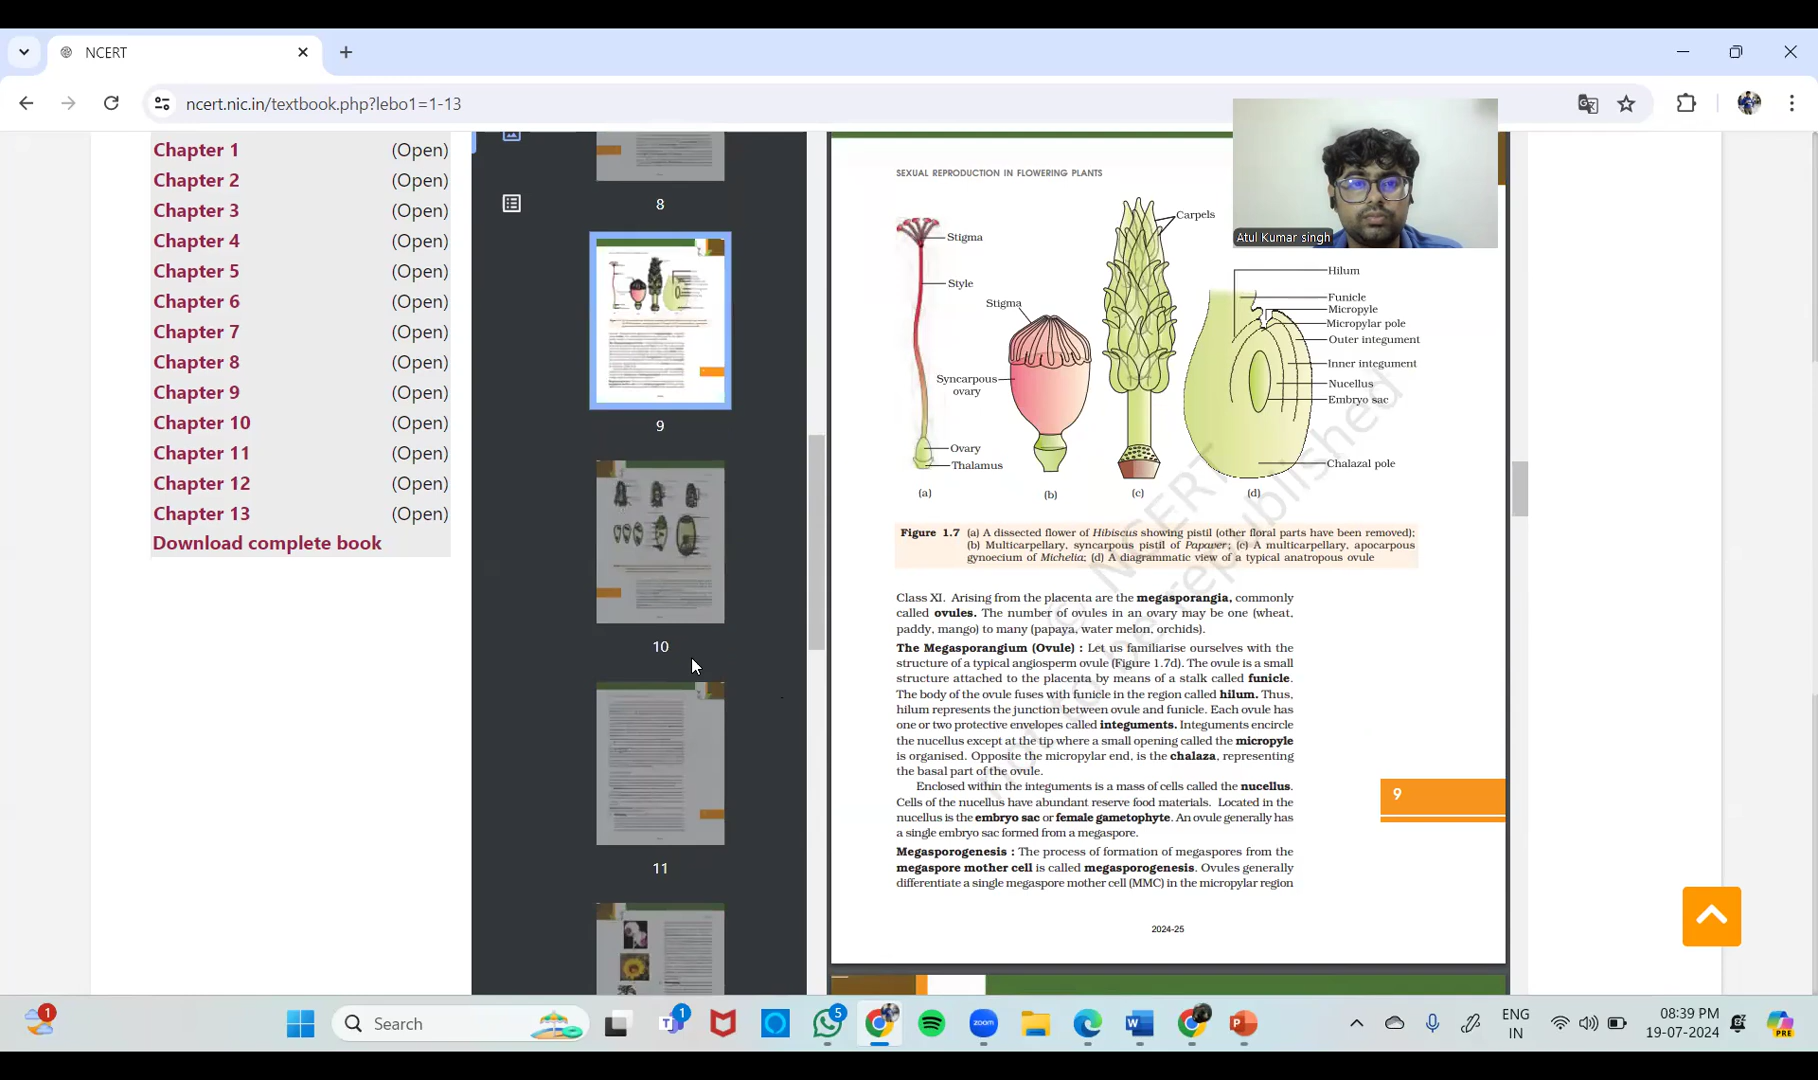 NCERT
ncert.nic.in/textbook.php?lebo1=1-13
Chapter 1 (Open)
Chapter 2 (Open)
Chapter 3 (Open)
Chapter 4 (Open)
Chapter 5 (Open)
Chapter 6 (Open)
Chapter 7 (Open)
Chapter 8 (Open)
Chapter 9 (Open)
Chapter 10 (Open)
Chapter 11 (Open)
Chapter 12 (Open)
Chapter 13 (Open)
Download complete book
8
9
10
11
SEXUAL REPRODUCTION IN FLOWERING PLANTS
Atul Kumar singh
Stigma
Style
Ovary
Thalamus
(a)
Stigma
Syncarpous
ovary
(b)
Carpels
(c)
Hilum
Funicle
Micropyle
Micropylar pole
Outer integument
Inner integument
Nucellus
Embryo sac
Chalazal pole
(d)
Figure 1.7 (a) A dissected flower of Hibiscus showing pistil (other floral parts have been removed);
(b) Multicarpellary, syncarpous pistil of Papaver; (c) A multicarpellary, apocarpous
gynoecium of Michelia; (d) A diagrammatic view of a typical anatropous ovule
Class XI. Arising from the placenta are the megasporangia, commonly
called ovules. The number of ovules in an ovary may be one (wheat,
paddy, mango) to many (papaya, water melon, orchids).
The Megasporangium (Ovule) : Let us familiarise ourselves with the
structure of a typical angiosperm ovule (Figure 1.7d). The ovule is a small
structure attached to the placenta by means of a stalk called funicle.
The body of the ovule fuses with funicle in the region called hilum. Thus,
hilum represents the junction between ovule and funicle. Each ovule has
one or two protective envelopes called integuments. Integuments encircle
the nucellus except at the tip where a small opening called the micropyle
is organised. Opposite the micropylar end, is the chalaza, representing
the basal part of the ovule.
Enclosed within the integuments is a mass of cells called the nucellus.
Cells of the nucellus have abundant reserve food materials. Located in the
nucellus is the embryo sac or female gametophyte. An ovule generally has
a single embryo sac formed from a megaspore.
Megasporogenesis : The process of formation of megaspores from the
megaspore mother cell is called megasporogenesis. Ovules generally
differentiate a single megaspore mother cell (MMC) in the micropylar region
© NCERT
not to be republished
9
2024-25
1
Search
1
5
zoom
ENG
IN
08:39 PM
19-07-2024
PRE